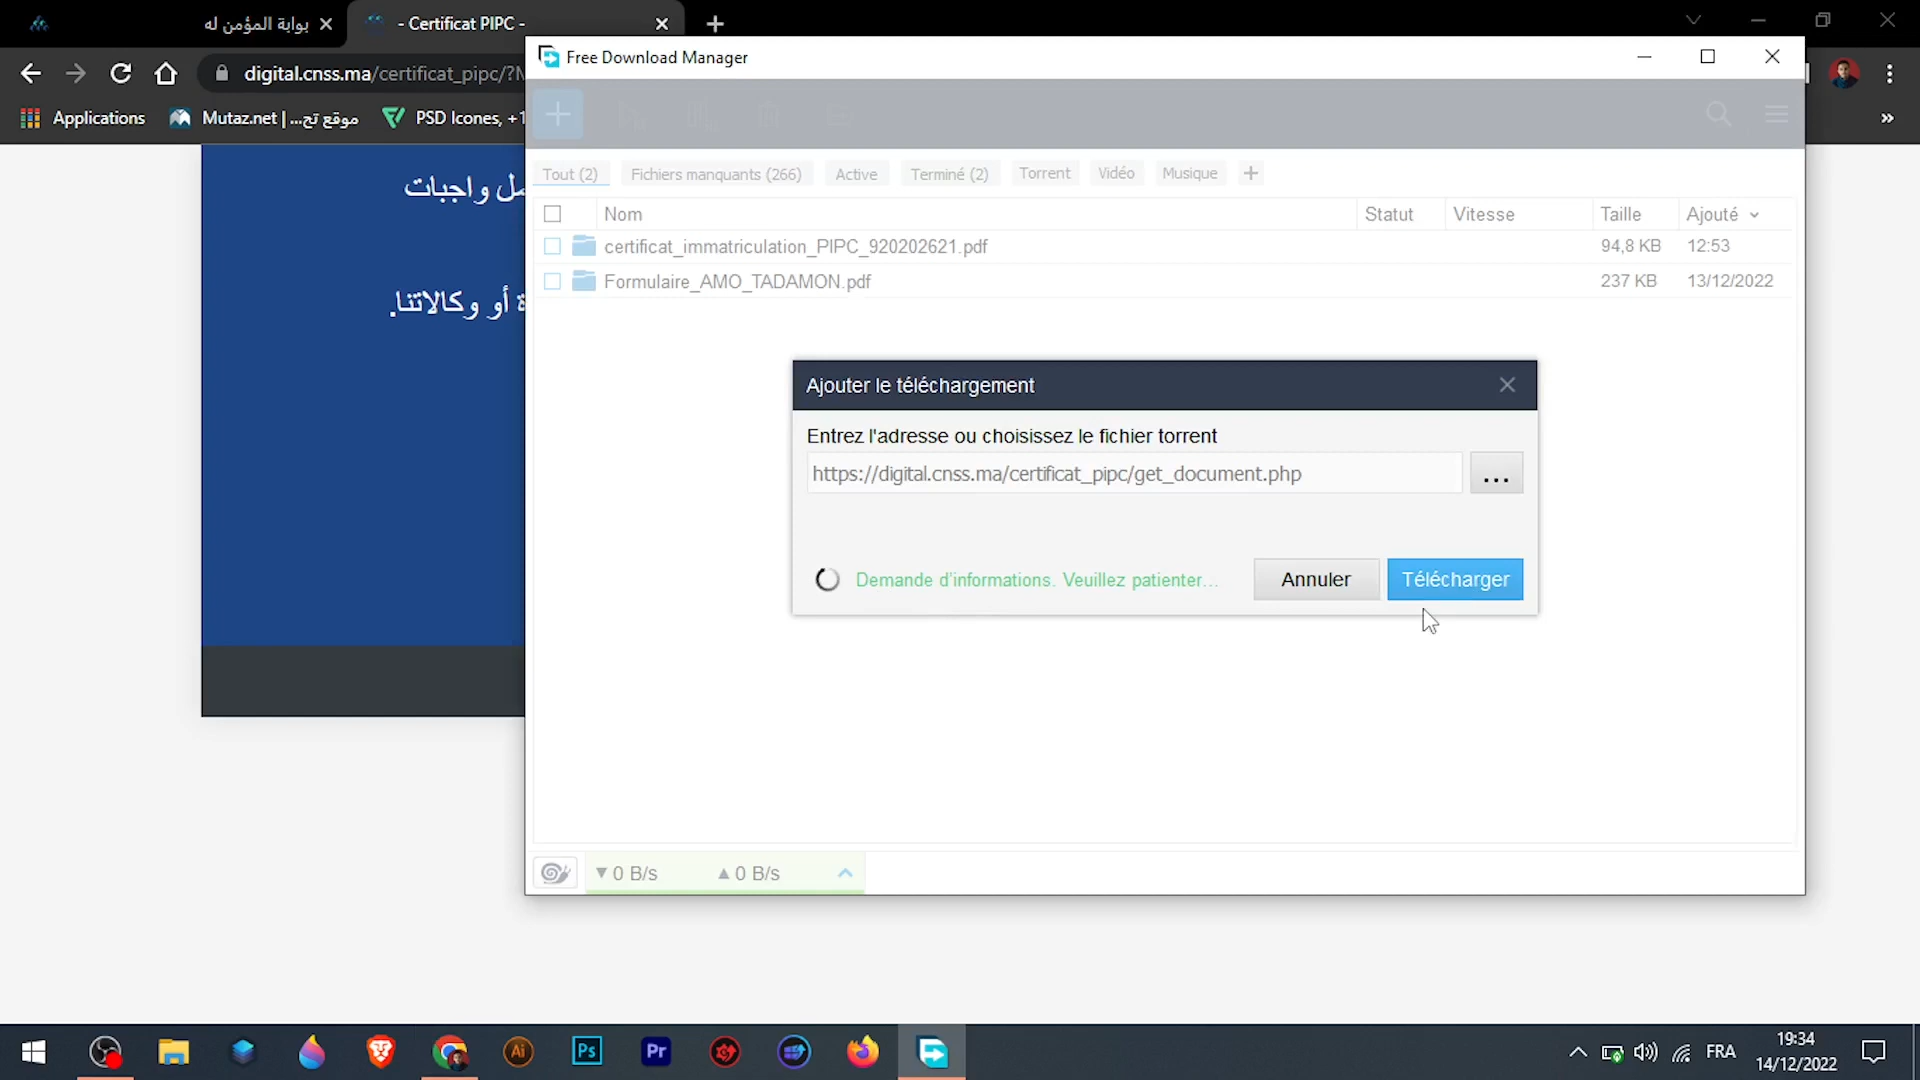 بوابة المؤمن له
- Certificat PIPC -
digital.cnss.ma/certificat_pipc/?
Applications
Mutaz.net | موقع تح...
PSD Icones, +1
مل واجبات
ة أو وكالاتنا.
Free Download Manager
Tout (2)
Fichiers manquants (266)
Active
Terminé (2)
Torrent
Vidéo
Musique
Nom
Statut
Vitesse
Taille
Ajouté
certificat_immatriculation_PIPC_920202621.pdf
94,8 KB
12:53
Formulaire_AMO_TADAMON.pdf
237 KB
13/12/2022
Ajouter le téléchargement
Entrez l'adresse ou choisissez le fichier torrent
https://digital.cnss.ma/certificat_pipc/get_document.php
...
Demande d'informations. Veuillez patienter...
Annuler
Télécharger
▼ 0 B/s
▲ 0 B/s
Ai
Ps
Pr
FRA
19:34
14/12/2022